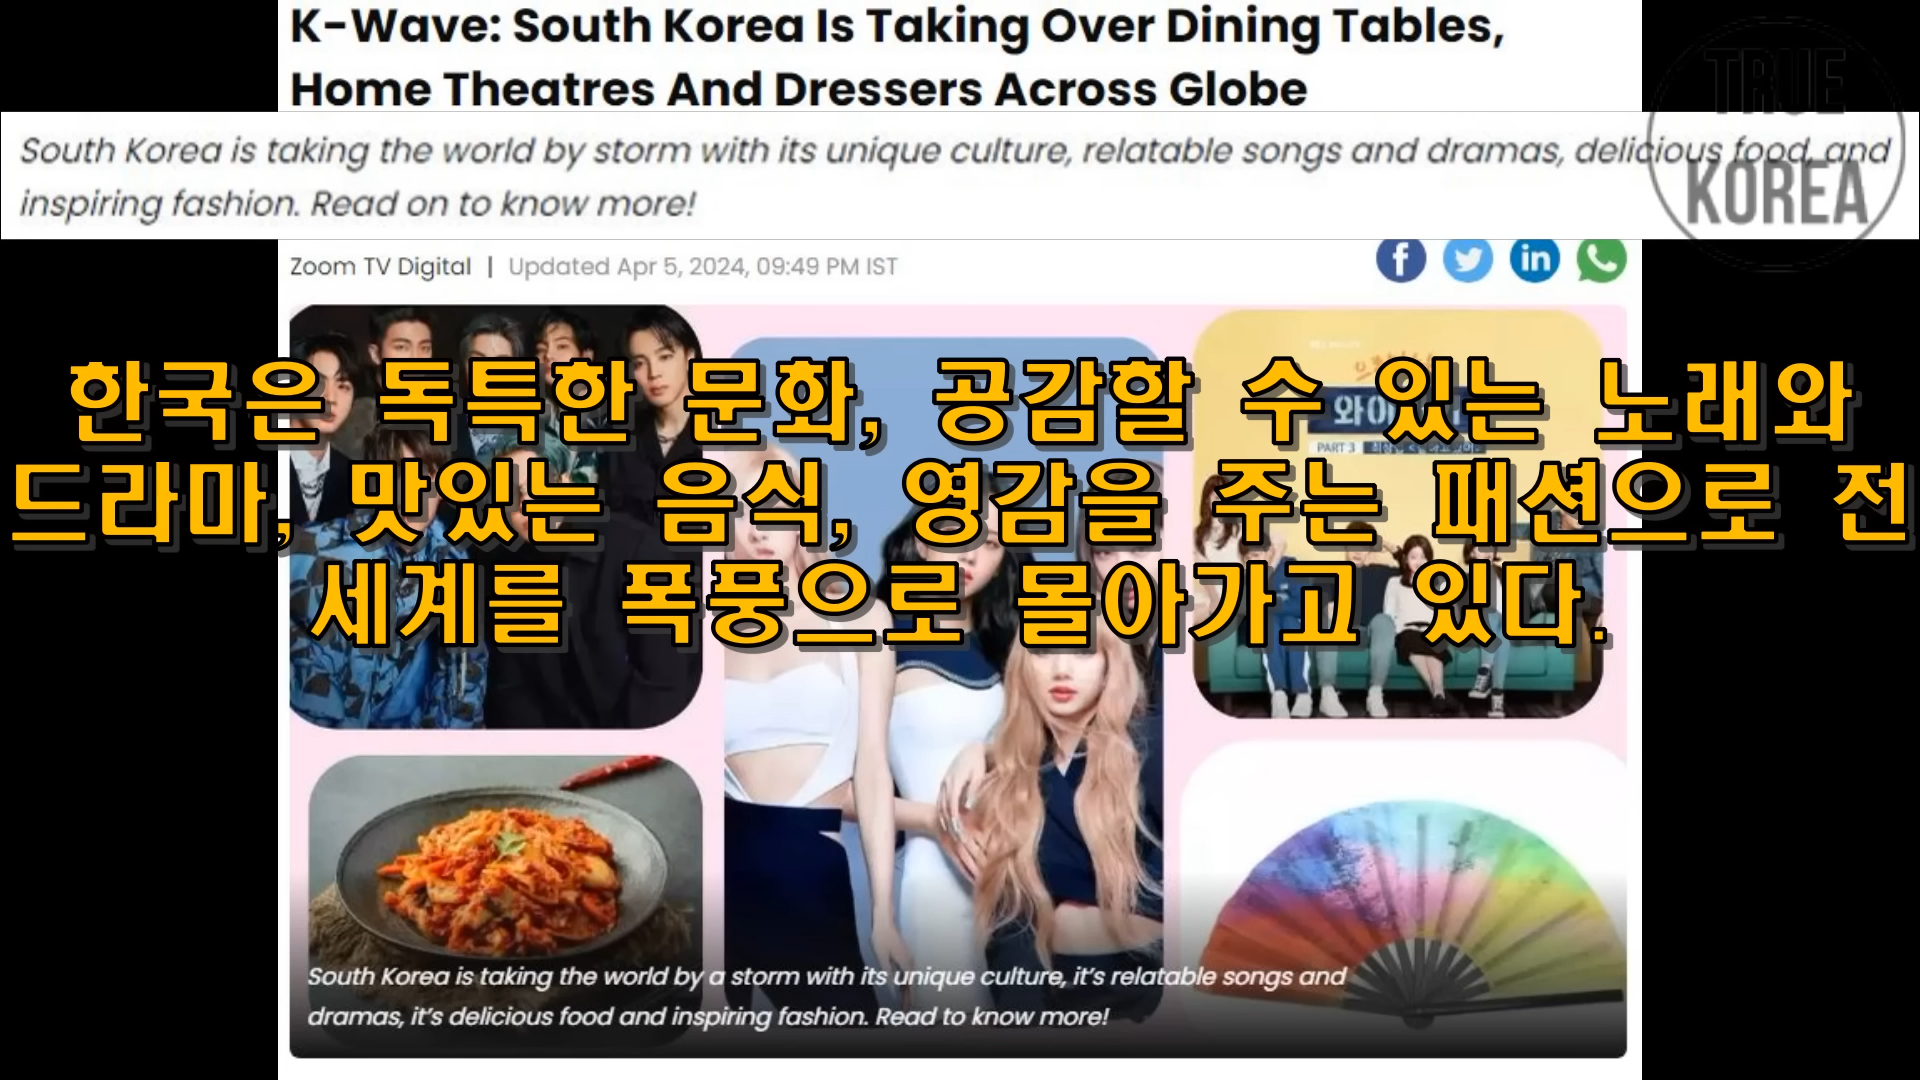 K-Wave: South Korea Is Taking Over Dining Tables,
Home Theatres And Dressers Across Globe
TRUE
KOREA
South Korea is taking the world by storm with its unique culture, relatable songs and dramas, delicious food, and
inspiring fashion. Read on to know more!
Zoom TV Digital | Updated Apr 5, 2024, 09:49 PM IST
한국은 독특한 문화, 공감할 수 있는 노래와
드라마, 맛있는 음식, 영감을 주는 패션으로 전
세계를 폭풍으로 몰아가고 있다.
PART 3
South Korea is taking the world by a storm with its unique culture, it's relatable songs and
dramas, it's delicious food and inspiring fashion. Read to know more!